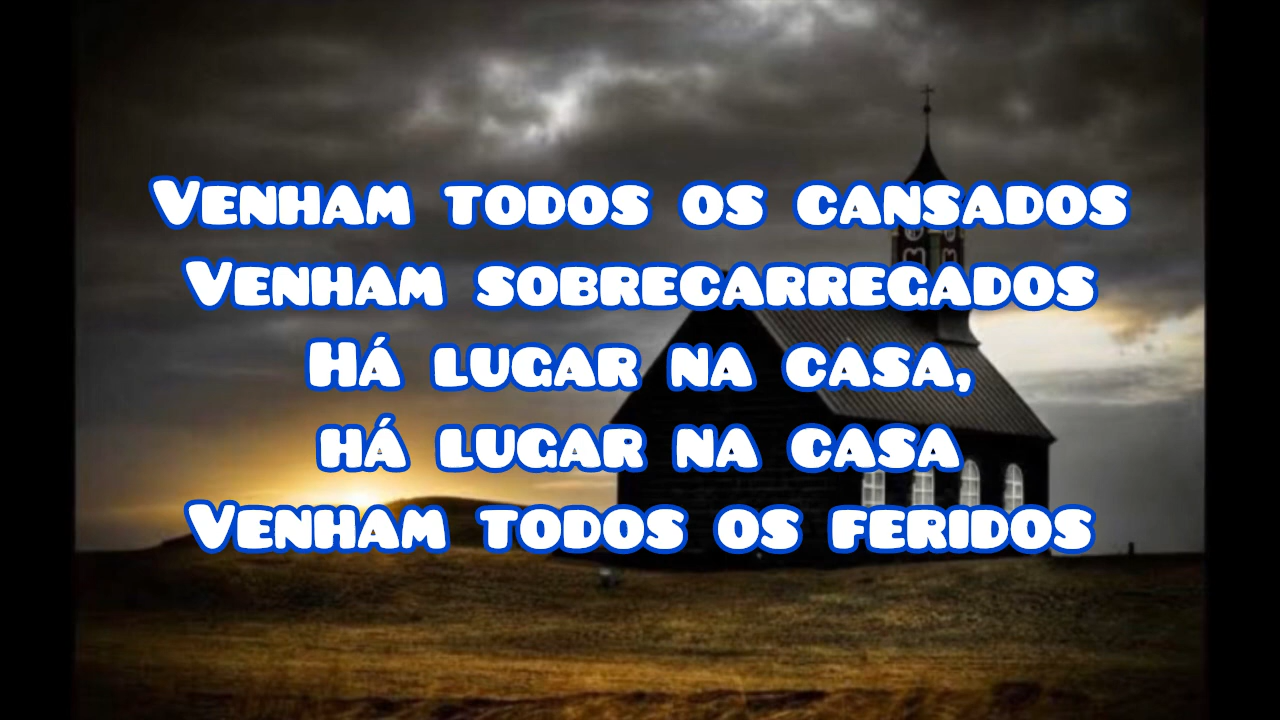 Venham todos os cansados
Venham sobrecarregados
Há lugar na casa,
há lugar na casa
Venham todos os feridos